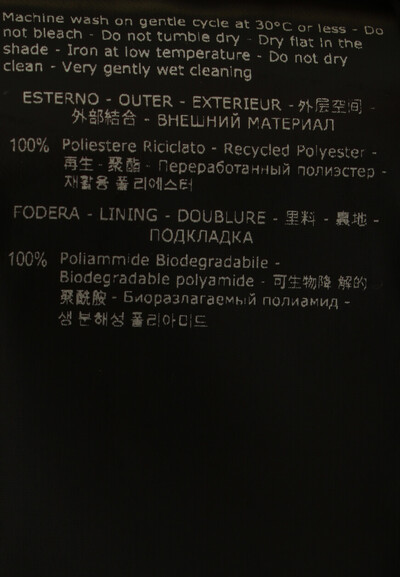 Machine wash on gentle cycle at 30°C or less - Do
not bleach - Do not tumble dry - Dry flat in the
shade - Iron at low temperature - Do not dry
clean - Very gently wet cleaning
ESTERNO - OUTER - EXTERIEUR - 外层空间 -
外部結合 - ВНЕШНИЙ МАТЕРИАЛ
100% Poliestere Riciclato - Recycled Polyester -
再生 - 聚酯 - Переработанный полиэстер -
재활용 폴리에스터
FODERA - LINING - DOUBLURE - 里料 - 裏地 -
ПОДКЛАДКА
100% Poliammide Biodegradabile -
Biodegradable polyamide - 可生物降 解的
聚酰胺 - Биоразлагаемый полиамид -
생 분해성 폴리아미드